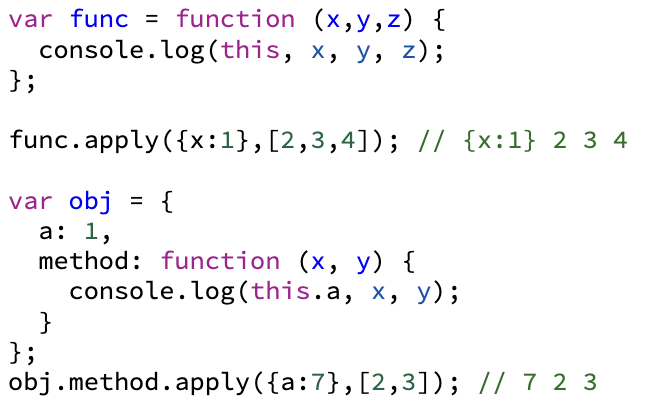 var func = function (x,y,z) {
  console.log(this, x, y, z);
};

func.apply({x:1},[2,3,4]); // {x:1} 2 3 4

var obj = {
  a: 1,
  method: function (x, y) {
    console.log(this.a, x, y);
  }
};
obj.method.apply({a:7},[2,3]); // 7 2 3